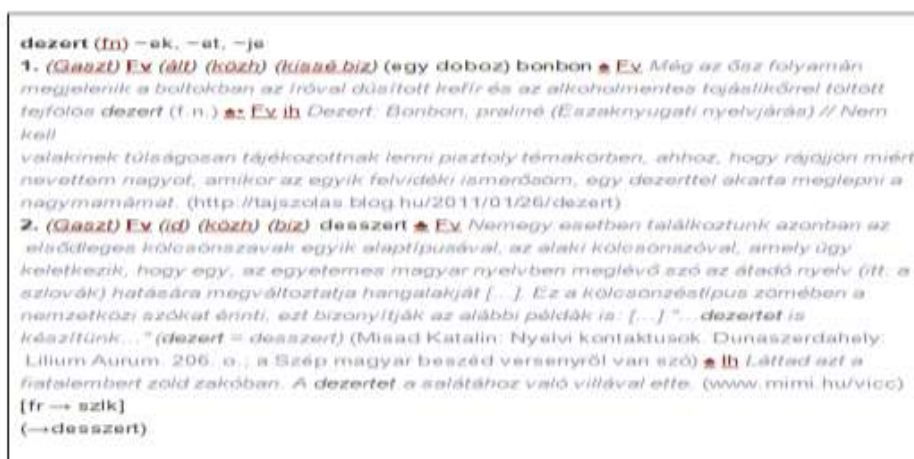 dezert (fn) ~ek, ~et, ~je
1. (Gaszt) Fv (ált) (közh) (kissé biz) (egy doboz) bonbon ♠ Fv Még az ősz folyamán
megjelenik a boltokban az íróval dúsított kefir és az alkoholmentes tojáslikőrrel töltött
tejfölös dezert (f.n.) Fv ih Dezert: Bonbon, praliné (Északnyugati nyelvjárás) // Nem
kell
valakinek túlságosan tájékozottnak lenni pisztoly témakörben, ahhoz, hogy rájöjjön miért
nevettem nagyot, amikor az egyik felvidéki ismerősöm, egy dezerttel akarta meglepni a
nagymamámat. (http://tajszolas.blog.hu/2011/01/26/dezert)
2. (Gaszt) Fv (id) (közh) (biz) desszert ♠ Fv Nemegy esetben találkoztunk azonban az
elsődleges kölcsönszavak egyik alaptípusával, az alaki kölcsönszóval, amely úgy
keletkezik, hogy egy, az egyetemes magyar nyelvben meglévő szó az átadó nyelv (itt: a
szlovák) hatására megváltoztatja hangalakját [...]. Ez a kölcsönzéstípus zömében a
nemzetközi szókat érinti, ezt bizonyítják az alábbi példák is: [...] "...dezertet is
készítünk..." (dezert = desszert) (Misad Katalin: Nyelvi kontaktusok. Dunaszerdahely:
Lilium Aurum. 206. o.; a Szép magyar beszéd versenyről van szó) ♠ Ih Láttad azt a
fiatalembert zöld zakóban. A dezertet a salátához való villával ette. (www.mimi.hu/vicc)
[fr → szlk]
(→desszert)